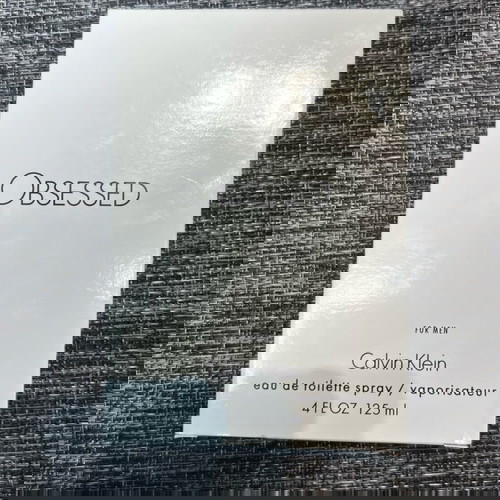 OBSESSED
FOR MEN
Calvin Klein
eau de toilette spray / vaporisateur
4 FL OZ 125 ml